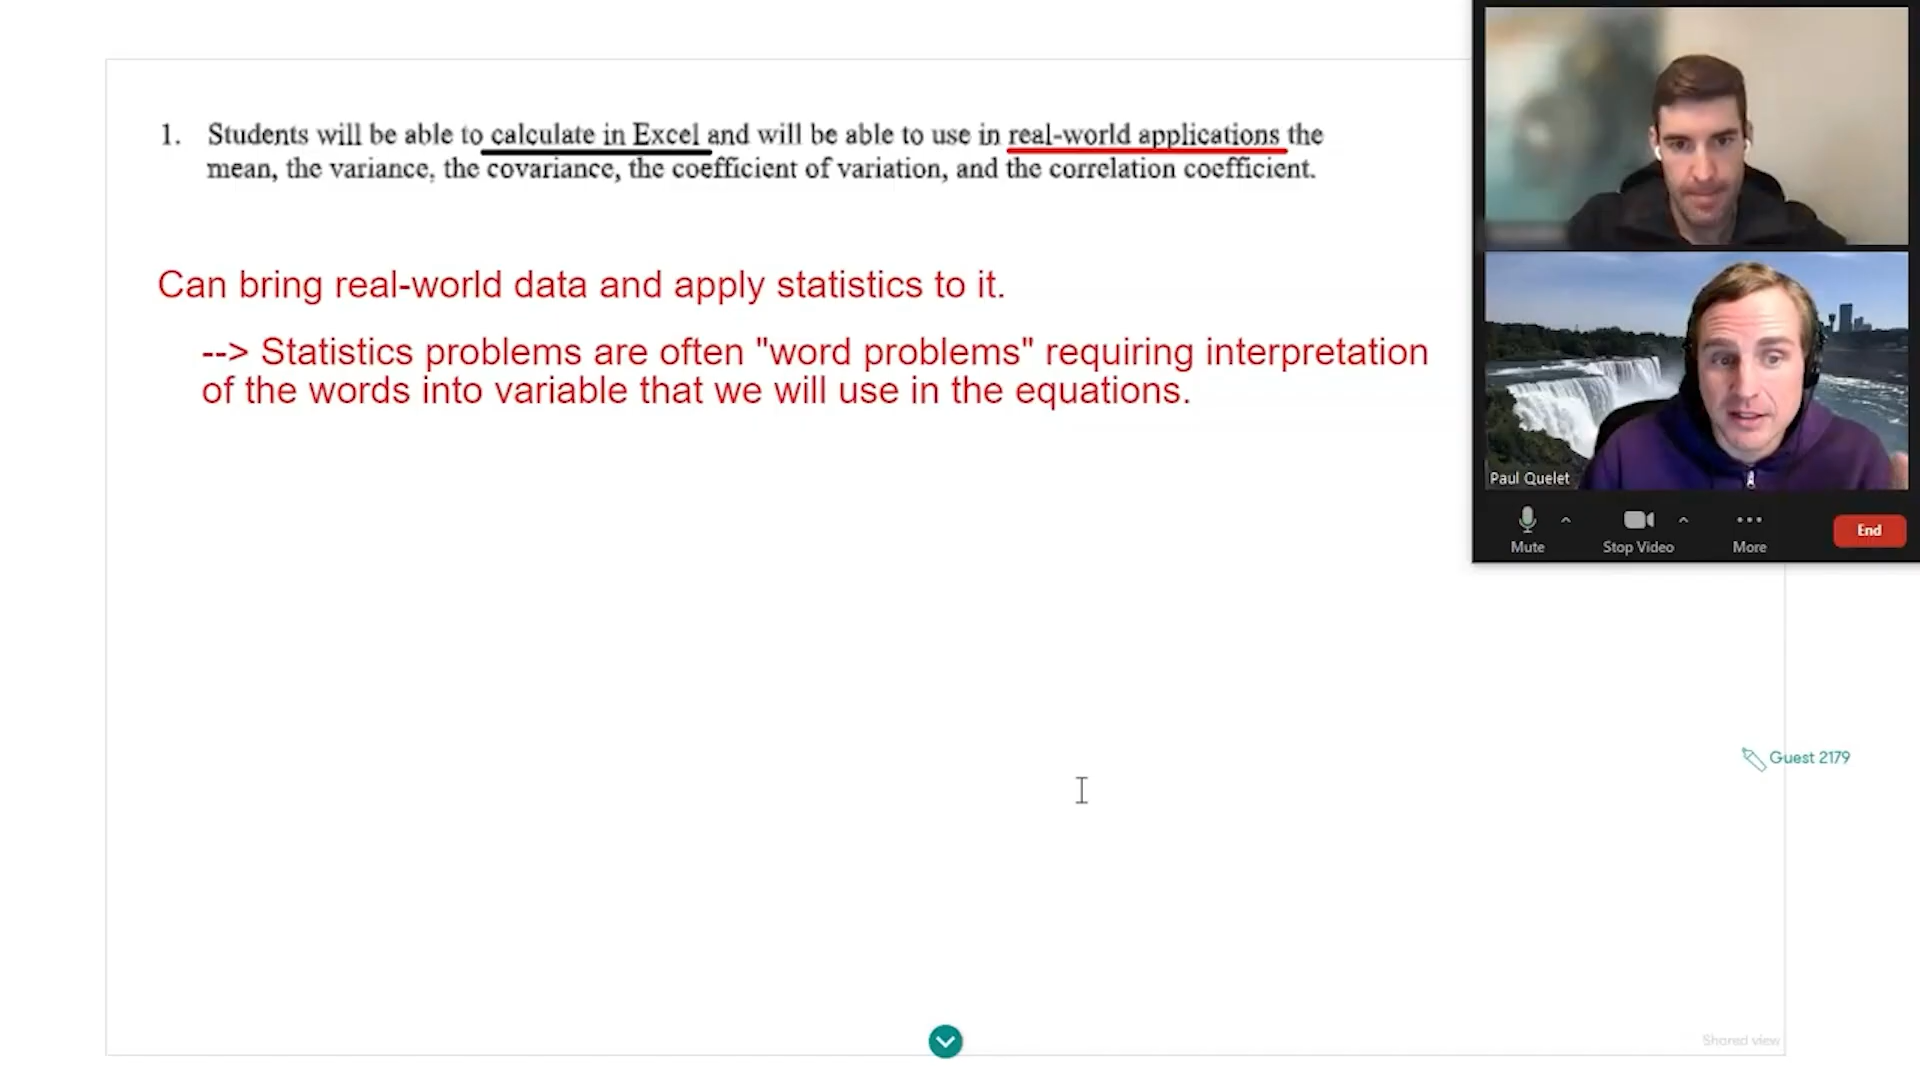 1. Students will be able to calculate in Excel and will be able to use in real-world applications the
mean, the variance, the covariance, the coefficient of variation, and the correlation coefficient.
Can bring real-world data and apply statistics to it.
--> Statistics problems are often "word problems" requiring interpretation
of the words into variable that we will use in the equations.
Paul Quelet
Mute
Stop Video
More
End
Guest 2179
Shared view